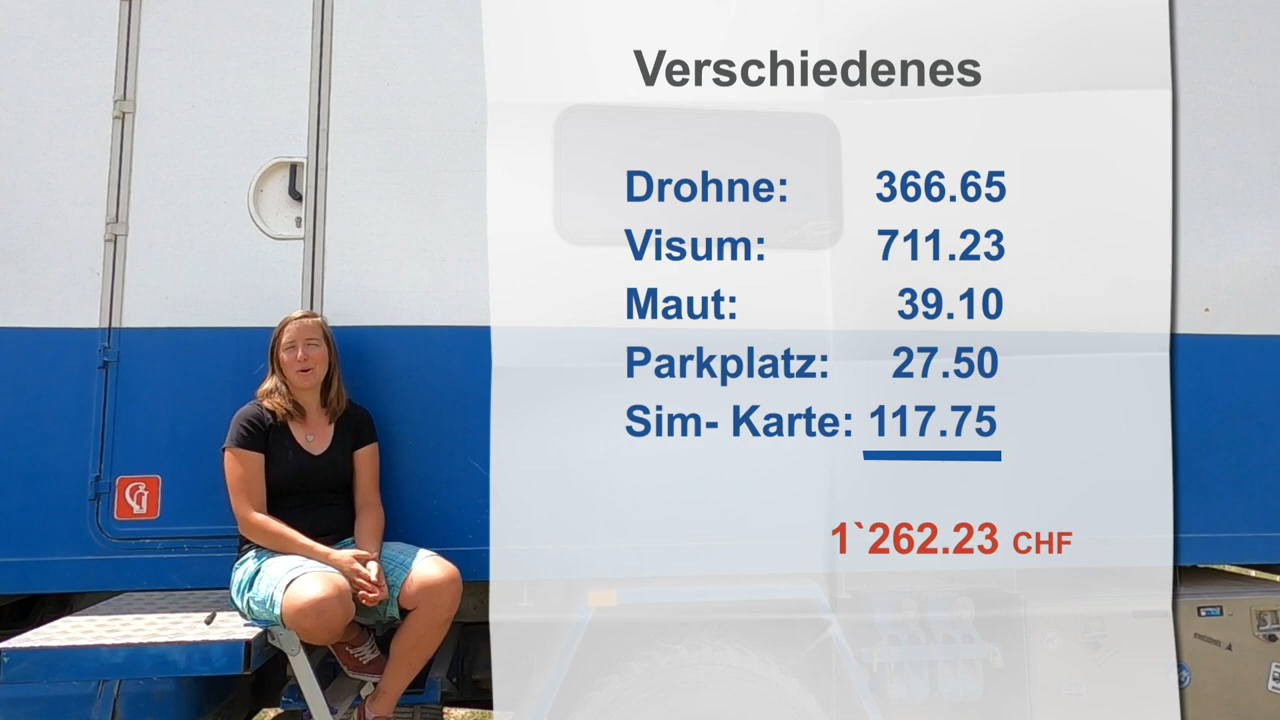 Verschiedenes
Drohne: 366.65
Visum: 711.23
Maut: 39.10
Parkplatz: 27.50
Sim- Karte: 117.75
1`262.23 CHF